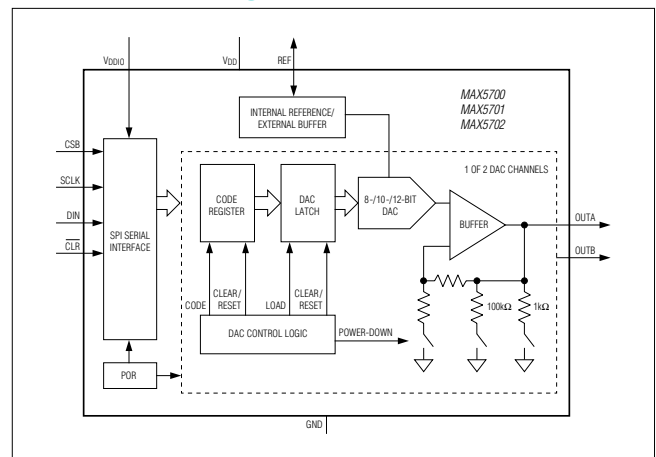 VDDIO
VDD
REF
MAX5700
MAX5701
MAX5702
INTERNAL REFERENCE/
EXTERNAL BUFFER
CSB
SCLK
DIN
CLR
SPI SERIAL
INTERFACE
1 OF 2 DAC CHANNELS
CODE
REGISTER
DAC
LATCH
8-/10-/12-BIT
DAC
BUFFER
OUTA
OUTB
CODE
CLEAR/
RESET
LOAD
CLEAR/
RESET
100kΩ
1kΩ
DAC CONTROL LOGIC
POWER-DOWN
POR
GND